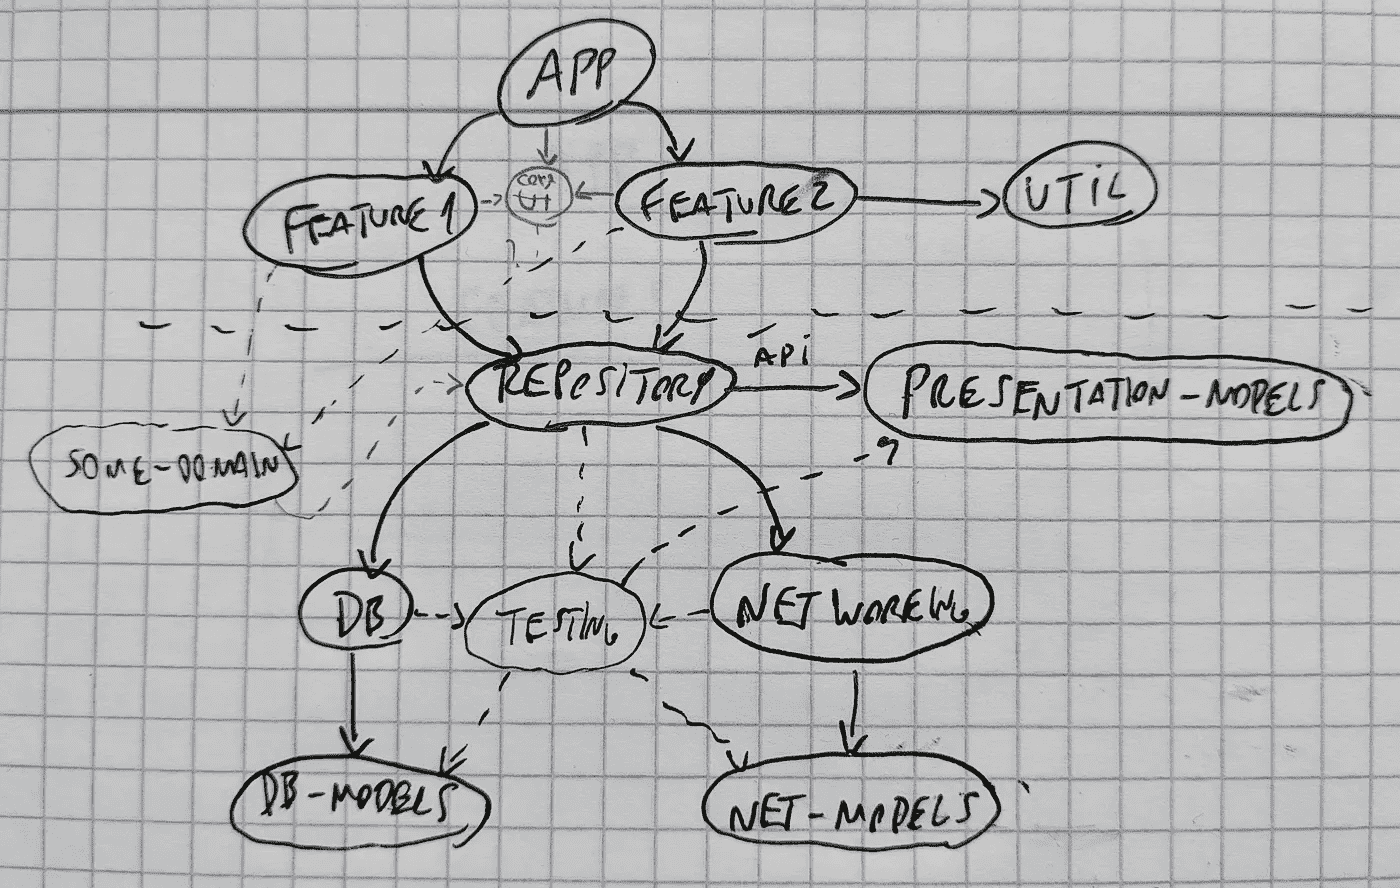 APP
CORE
UI
FEATURE 1
FEATURE 2
UTiL
?
APi
REPOSITORY
PRESENTATION-MODELS
SOME-DOMAIN
DB
TESTING
NETWORKING
DB-MODELS
NET-MODELS